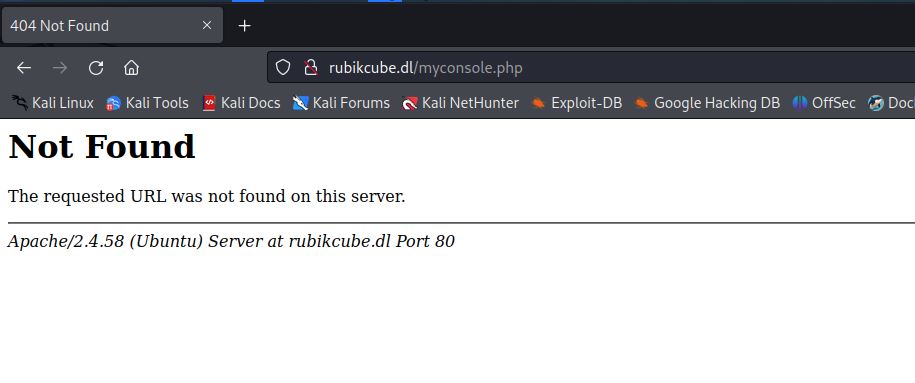 404 Not Found
rubikcube.dl/myconsole.php
Kali Linux Kali Tools Kali Docs Kali Forums Kali NetHunter Exploit-DB Google Hacking DB OffSec Doc
Not Found
The requested URL was not found on this server.
Apache/2.4.58 (Ubuntu) Server at rubikcube.dl Port 80